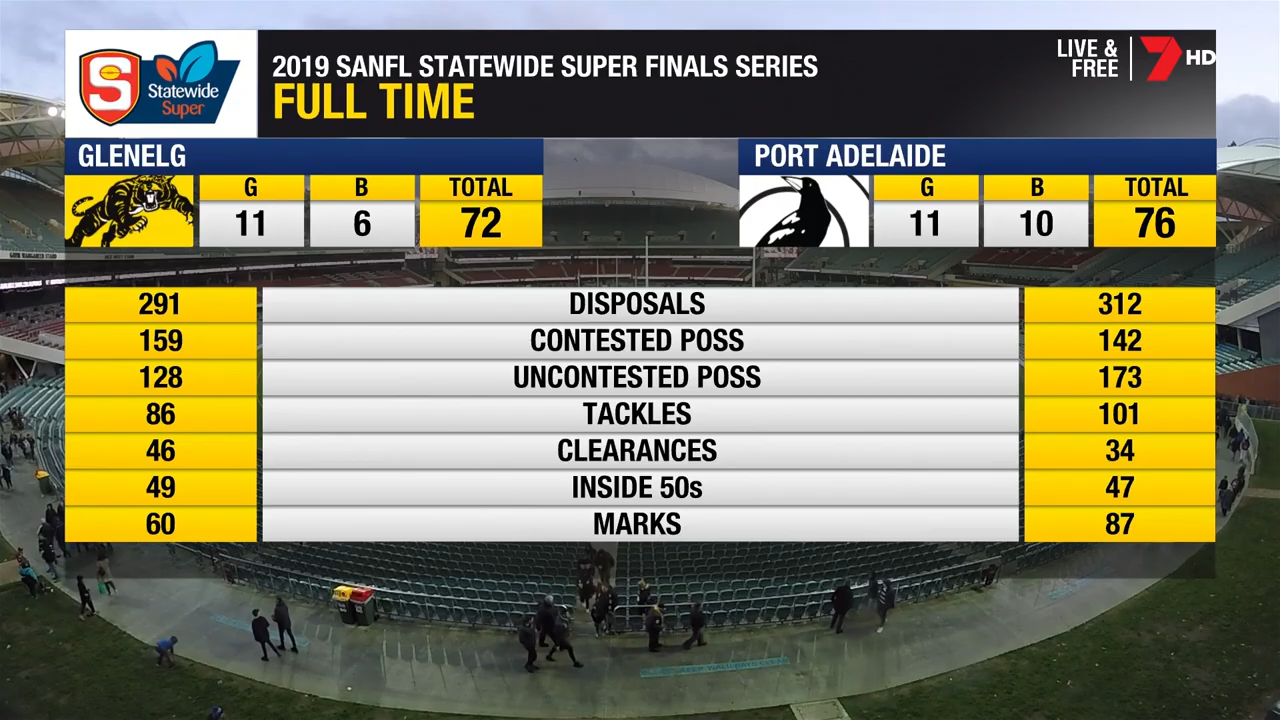 2019 SANFL STATEWIDE SUPER FINALS SERIES
FULL TIME
LIVE & FREE 7 HD
S Statewide Super
GLENELG
G B TOTAL
11 6 72
PORT ADELAIDE
G B TOTAL
11 10 76
291 DISPOSALS 312
159 CONTESTED POSS 142
128 UNCONTESTED POSS 173
86 TACKLES 101
46 CLEARANCES 34
49 INSIDE 50s 47
60 MARKS 87